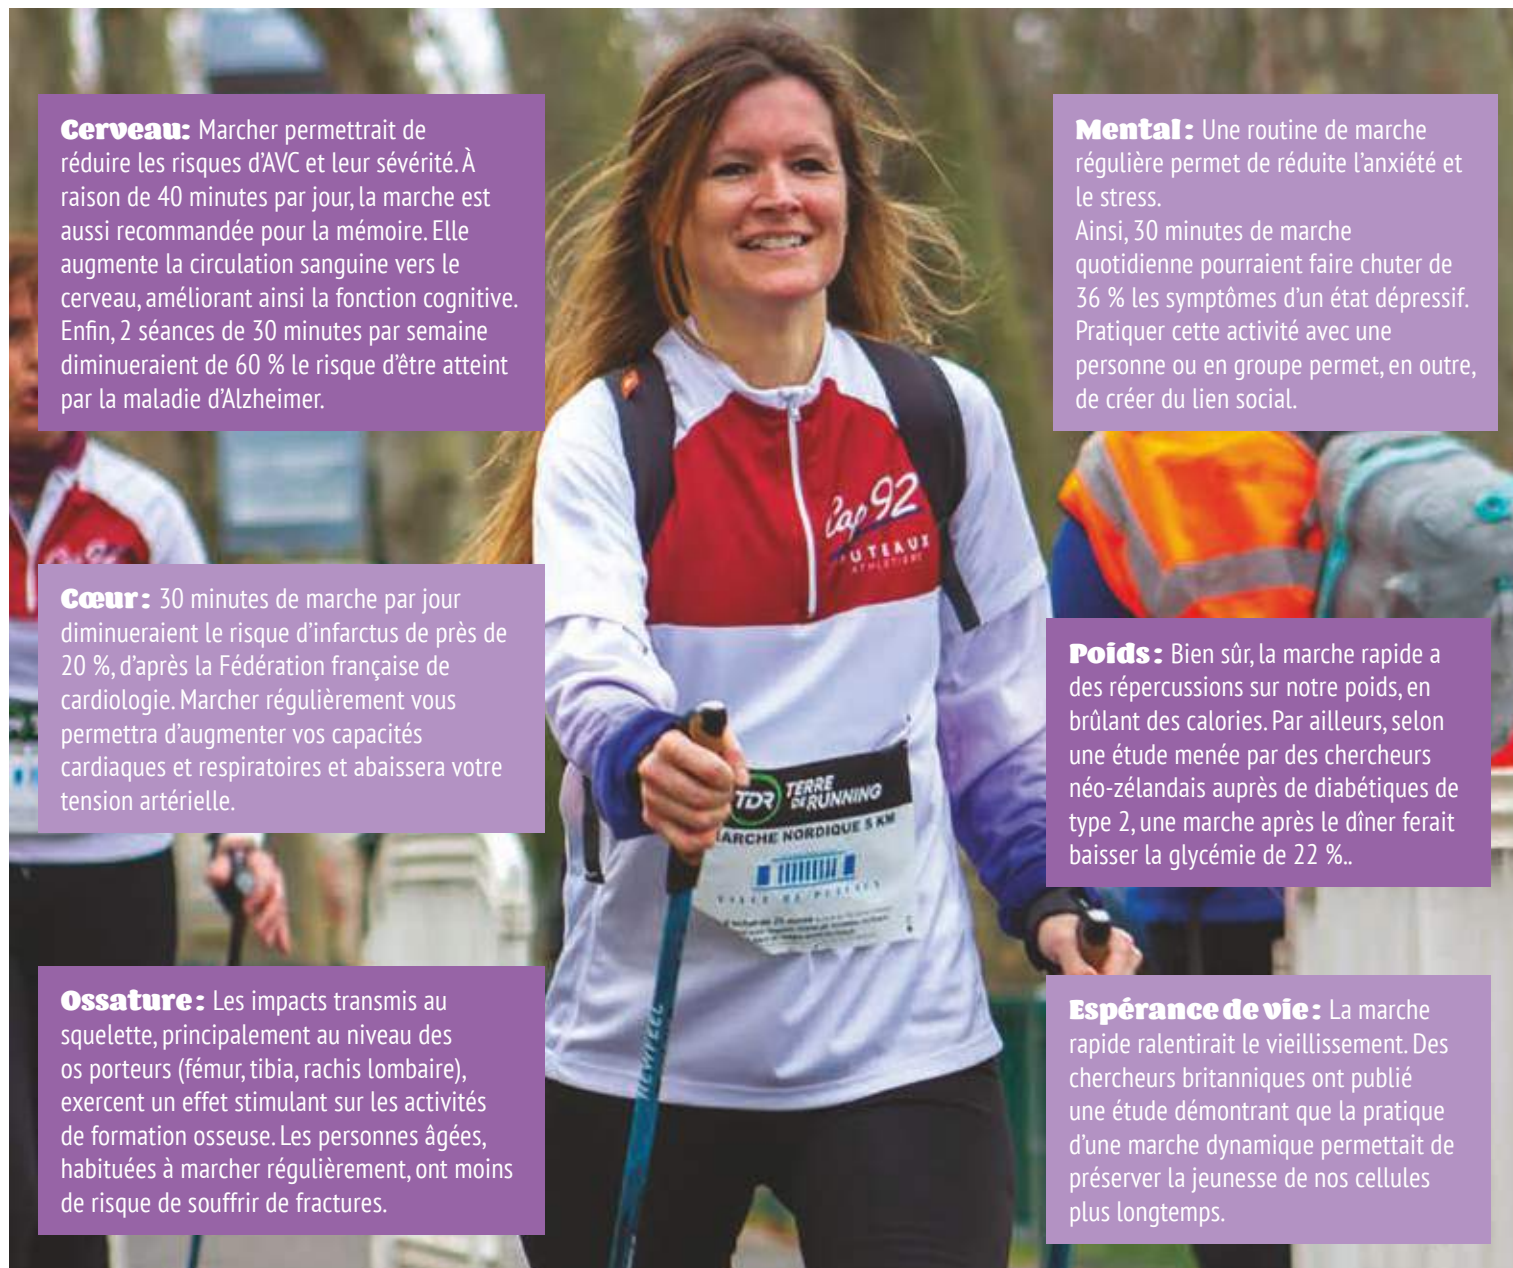 Cerveau: Marcher permettrait de
réduire les risques d’AVC et leur sévérité. À
raison de 40 minutes par jour, la marche est
aussi recommandée pour la mémoire. Elle
augmente la circulation sanguine vers le
cerveau, améliorant ainsi la fonction cognitive.
Enfin, 2 séances de 30 minutes par semaine
diminueraient de 60 % le risque d’être atteint
par la maladie d’Alzheimer.
Cœur : 30 minutes de marche par jour
diminueraient le risque d’infarctus de près de
20 %, d’après la Fédération française de
cardiologie. Marcher régulièrement vous
permettra d’augmenter vos capacités
cardiaques et respiratoires et abaissera votre
tension artérielle.
Ossature : Les impacts transmis au
squelette, principalement au niveau des
os porteurs (fémur, tibia, rachis lombaire),
exercent un effet stimulant sur les activités
de formation osseuse. Les personnes âgées,
habituées à marcher régulièrement, ont moins
de risque de souffrir de fractures.
Cap 92
PUTEAUX
ATHLÉTISME
TDR TERRE
DE RUNNING
MARCHE NORDIQUE 5 KM
NEWFEEL
Mental : Une routine de marche
régulière permet de réduite l’anxiété et
le stress.
Ainsi, 30 minutes de marche
quotidienne pourraient faire chuter de
36 % les symptômes d’un état dépressif.
Pratiquer cette activité avec une
personne ou en groupe permet, en outre,
de créer du lien social.
Poids : Bien sûr, la marche rapide a
des répercussions sur notre poids, en
brûlant des calories. Par ailleurs, selon
une étude menée par des chercheurs
néo-zélandais auprès de diabétiques de
type 2, une marche après le dîner ferait
baisser la glycémie de 22 %..
Espérance de vie : La marche
rapide ralentirait le vieillissement. Des
chercheurs britanniques ont publié
une étude démontrant que la pratique
d’une marche dynamique permettait de
préserver la jeunesse de nos cellules
plus longtemps.